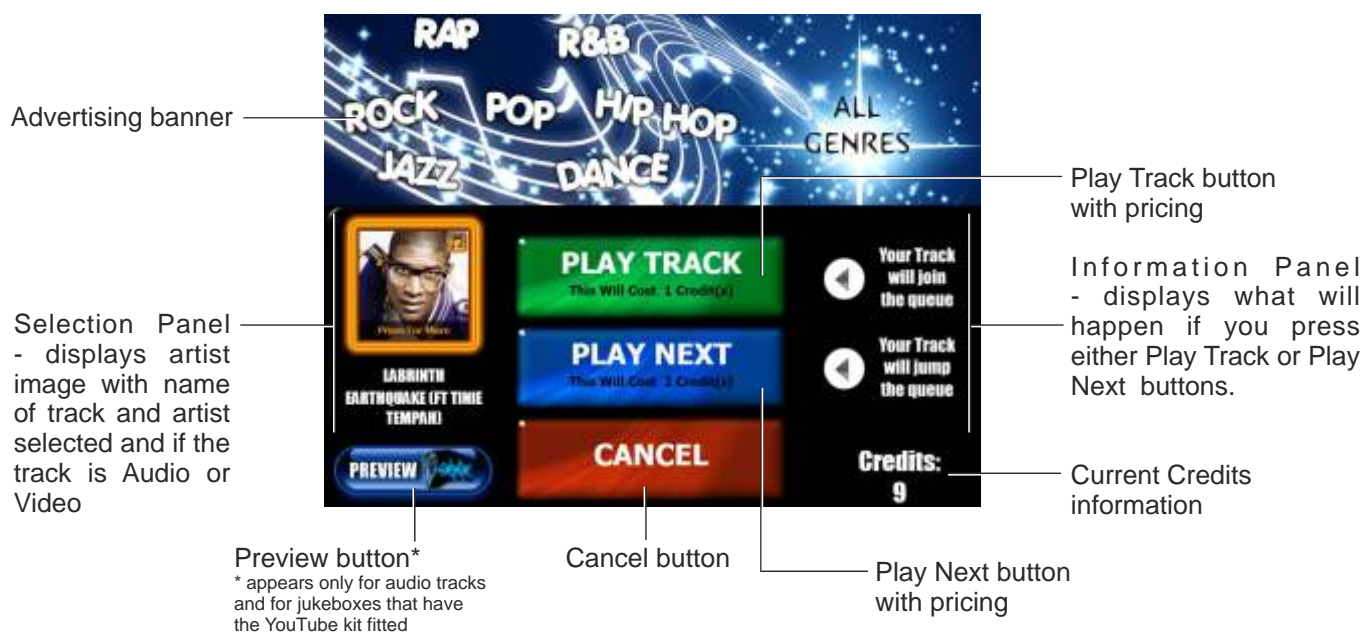 RAP
R&B
ROCK
POP
HIP HOP
ALL
GENRES
JAZZ
DANCE
Advertising banner
Play Track button
with pricing
PLAY TRACK
This Will Cost 1 Credit(s)
Your Track
will join
the queue
Information Panel
- displays what will
happen if you press
either Play Track or Play
Next buttons.
Selection Panel
- displays artist
image with name
of track and artist
selected and if the
track is Audio or
Video
Press For More
LABRINTH
EARTHQUAKE (FT TINIE
TEMPAH)
PLAY NEXT
This Will Cost 2 Credit(s)
Your Track
will jump
the queue
PREVIEW
CANCEL
Credits:
9
Current Credits
information
Preview button*
* appears only for audio tracks
and for jukeboxes that have
the YouTube kit fitted
Cancel button
Play Next button
with pricing